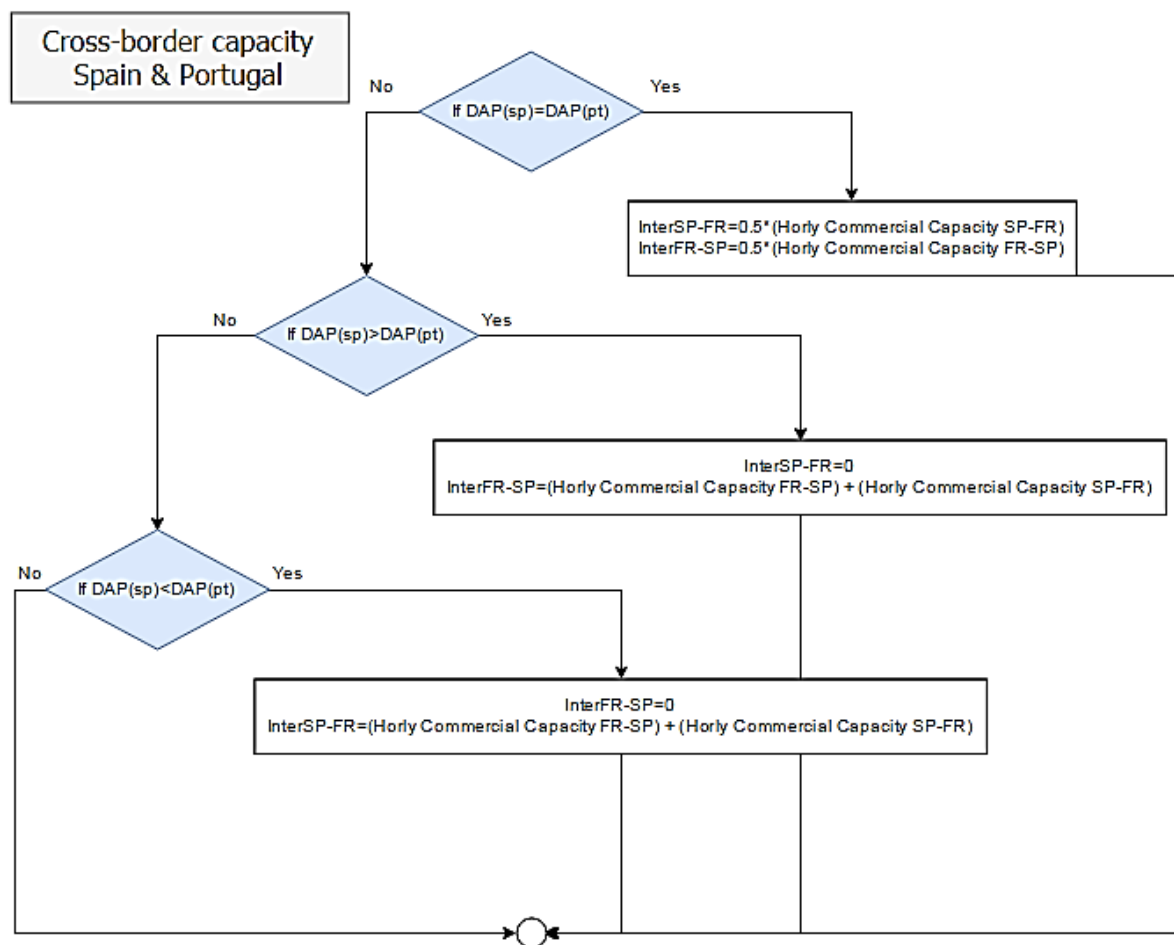 Cross-border capacity
Spain & Portugal
No
If DAP(sp)=DAP(pt)
Yes
InterSP-FR=0.5*(Horly Commercial Capacity SP-FR)
InterFR-SP=0.5*(Horly Commercial Capacity FR-SP)
No
If DAP(sp)>DAP(pt)
Yes
InterSP-FR=0
InterFR-SP=(Horly Commercial Capacity FR-SP) + (Horly Commercial Capacity SP-FR)
No
If DAP(sp)<DAP(pt)
Yes
InterFR-SP=0
InterSP-FR=(Horly Commercial Capacity FR-SP) + (Horly Commercial Capacity SP-FR)